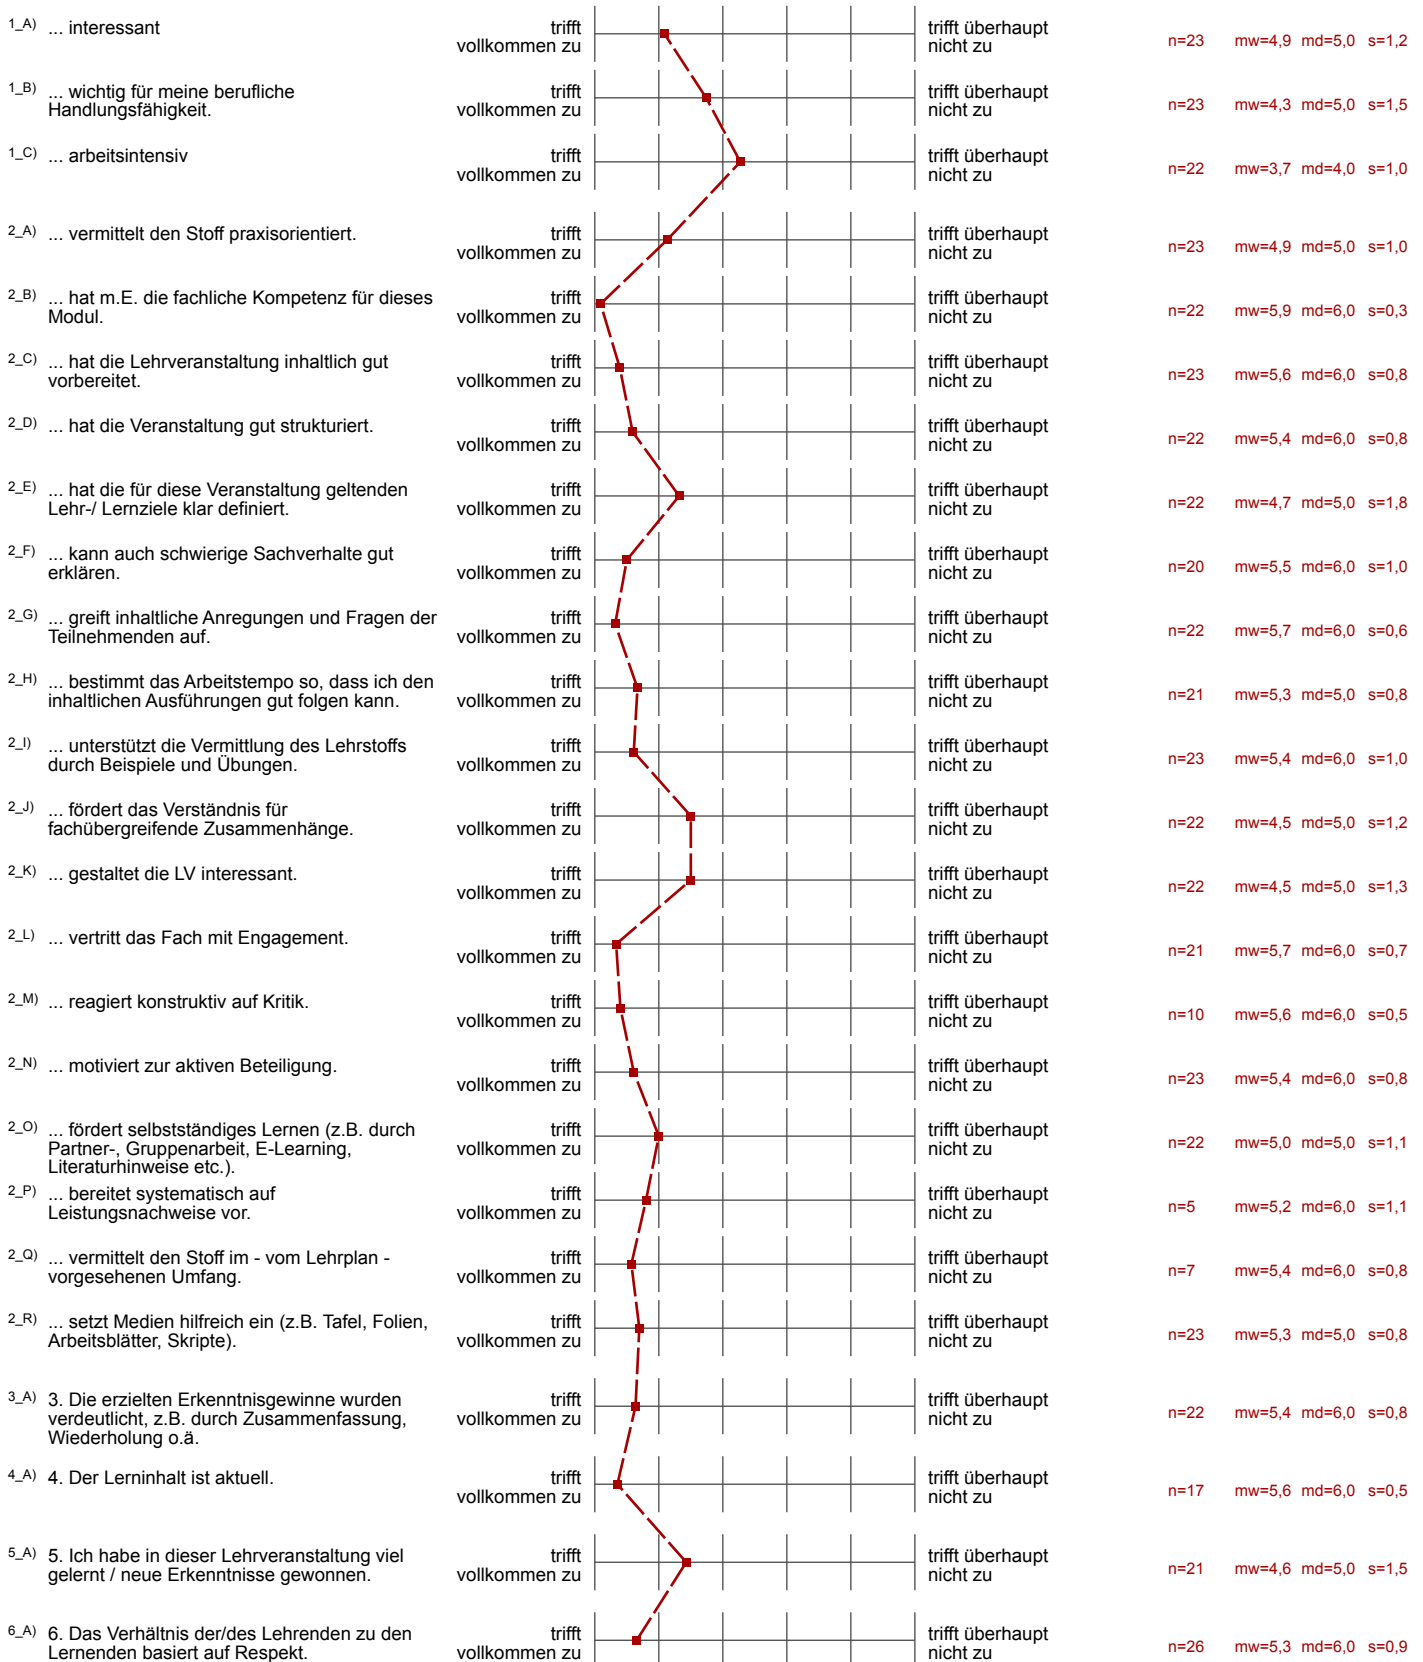 1_A) ... interessant trifft vollkommen zu trifft überhaupt nicht zu n=23 mw=4,9 md=5,0 s=1,2
1_B) ... wichtig für meine berufliche Handlungsfähigkeit. trifft vollkommen zu trifft überhaupt nicht zu n=23 mw=4,3 md=5,0 s=1,5
1_C) ... arbeitsintensiv trifft vollkommen zu trifft überhaupt nicht zu n=22 mw=3,7 md=4,0 s=1,0
2_A) ... vermittelt den Stoff praxisorientiert. trifft vollkommen zu trifft überhaupt nicht zu n=23 mw=4,9 md=5,0 s=1,0
2_B) ... hat m.E. die fachliche Kompetenz für dieses Modul. trifft vollkommen zu trifft überhaupt nicht zu n=22 mw=5,9 md=6,0 s=0,3
2_C) ... hat die Lehrveranstaltung inhaltlich gut vorbereitet. trifft vollkommen zu trifft überhaupt nicht zu n=23 mw=5,6 md=6,0 s=0,8
2_D) ... hat die Veranstaltung gut strukturiert. trifft vollkommen zu trifft überhaupt nicht zu n=22 mw=5,4 md=6,0 s=0,8
2_E) ... hat die für diese Veranstaltung geltenden Lehr-/ Lernziele klar definiert. trifft vollkommen zu trifft überhaupt nicht zu n=22 mw=4,7 md=5,0 s=1,8
2_F) ... kann auch schwierige Sachverhalte gut erklären. trifft vollkommen zu trifft überhaupt nicht zu n=20 mw=5,5 md=6,0 s=1,0
2_G) ... greift inhaltliche Anregungen und Fragen der Teilnehmenden auf. trifft vollkommen zu trifft überhaupt nicht zu n=22 mw=5,7 md=6,0 s=0,6
2_H) ... bestimmt das Arbeitstempo so, dass ich den inhaltlichen Ausführungen gut folgen kann. trifft vollkommen zu trifft überhaupt nicht zu n=21 mw=5,3 md=5,0 s=0,8
2_I) ... unterstützt die Vermittlung des Lehrstoffs durch Beispiele und Übungen. trifft vollkommen zu trifft überhaupt nicht zu n=23 mw=5,4 md=6,0 s=1,0
2_J) ... fördert das Verständnis für fachübergreifende Zusammenhänge. trifft vollkommen zu trifft überhaupt nicht zu n=22 mw=4,5 md=5,0 s=1,2
2_K) ... gestaltet die LV interessant. trifft vollkommen zu trifft überhaupt nicht zu n=22 mw=4,5 md=5,0 s=1,3
2_L) ... vertritt das Fach mit Engagement. trifft vollkommen zu trifft überhaupt nicht zu n=21 mw=5,7 md=6,0 s=0,7
2_M) ... reagiert konstruktiv auf Kritik. trifft vollkommen zu trifft überhaupt nicht zu n=10 mw=5,6 md=6,0 s=0,5
2_N) ... motiviert zur aktiven Beteiligung. trifft vollkommen zu trifft überhaupt nicht zu n=23 mw=5,4 md=6,0 s=0,8
2_O) ... fördert selbstständiges Lernen (z.B. durch Partner-, Gruppenarbeit, E-Learning, Literaturhinweise etc.). trifft vollkommen zu trifft überhaupt nicht zu n=22 mw=5,0 md=5,0 s=1,1
2_P) ... bereitet systematisch auf Leistungsnachweise vor. trifft vollkommen zu trifft überhaupt nicht zu n=5 mw=5,2 md=6,0 s=1,1
2_Q) ... vermittelt den Stoff im - vom Lehrplan - vorgesehenen Umfang. trifft vollkommen zu trifft überhaupt nicht zu n=7 mw=5,4 md=6,0 s=0,8
2_R) ... setzt Medien hilfreich ein (z.B. Tafel, Folien, Arbeitsblätter, Skripte). trifft vollkommen zu trifft überhaupt nicht zu n=23 mw=5,3 md=5,0 s=0,8
3_A) 3. Die erzielten Erkenntnisgewinne wurden verdeutlicht, z.B. durch Zusammenfassung, Wiederholung o.ä. trifft vollkommen zu trifft überhaupt nicht zu n=22 mw=5,4 md=6,0 s=0,8
4_A) 4. Der Lerninhalt ist aktuell. trifft vollkommen zu trifft überhaupt nicht zu n=17 mw=5,6 md=6,0 s=0,5
5_A) 5. Ich habe in dieser Lehrveranstaltung viel gelernt / neue Erkenntnisse gewonnen. trifft vollkommen zu trifft überhaupt nicht zu n=21 mw=4,6 md=5,0 s=1,5
6_A) 6. Das Verhältnis der/des Lehrenden zu den Lernenden basiert auf Respekt. trifft vollkommen zu trifft überhaupt nicht zu n=26 mw=5,3 md=6,0 s=0,9